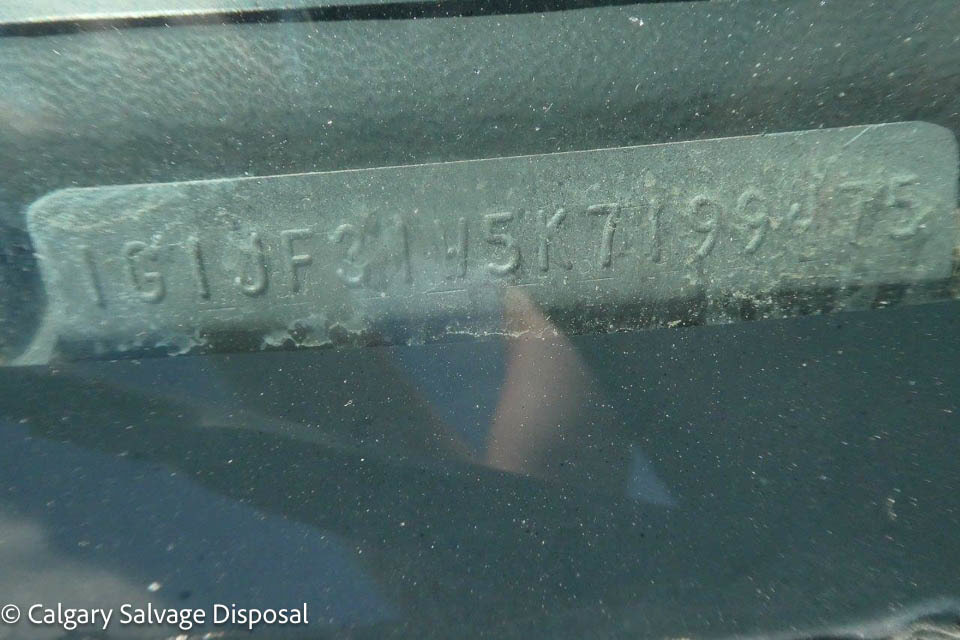 1G1JF31W5K7199475
© Calgary Salvage Disposal